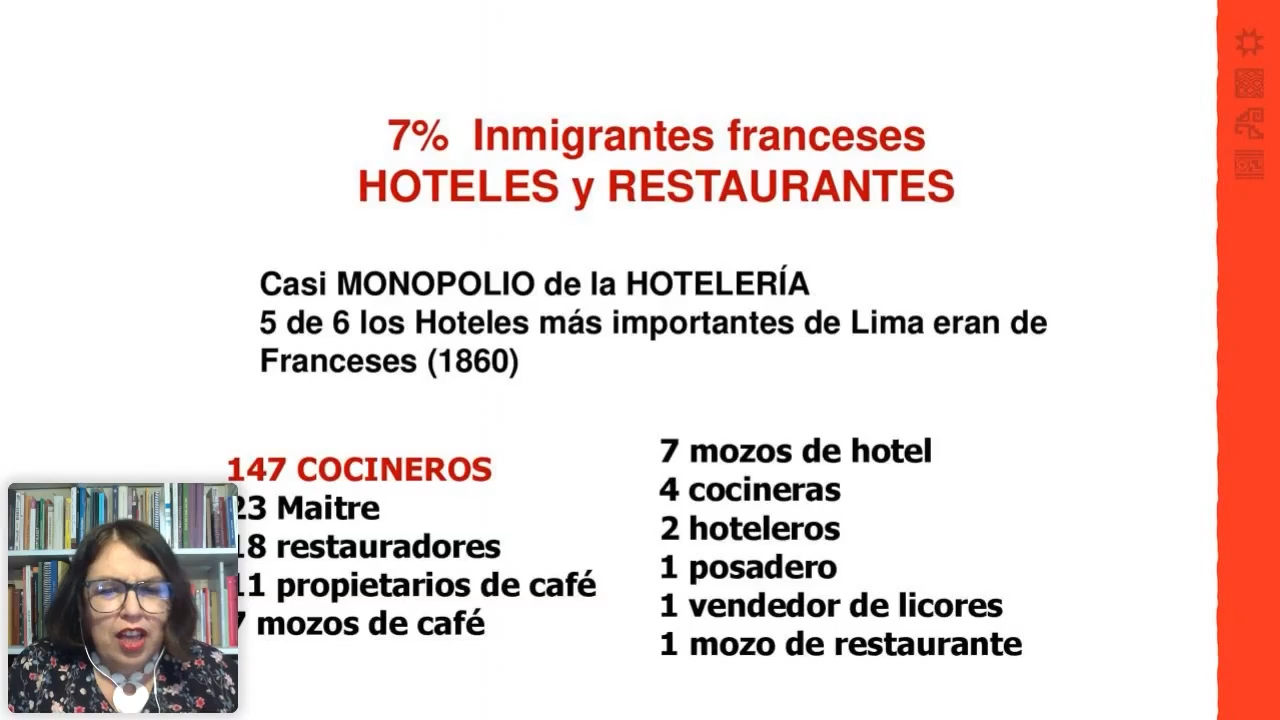 7% Inmigrantes franceses
HOTELES y RESTAURANTES
Casi MONOPOLIO de la HOTELERÍA
5 de 6 los Hoteles más importantes de Lima eran de
Franceses (1860)
147 COCINEROS
23 Maitre
18 restauradores
11 propietarios de café
7 mozos de café
7 mozos de hotel
4 cocineras
2 hoteleros
1 posadero
1 vendedor de licores
1 mozo de restaurante